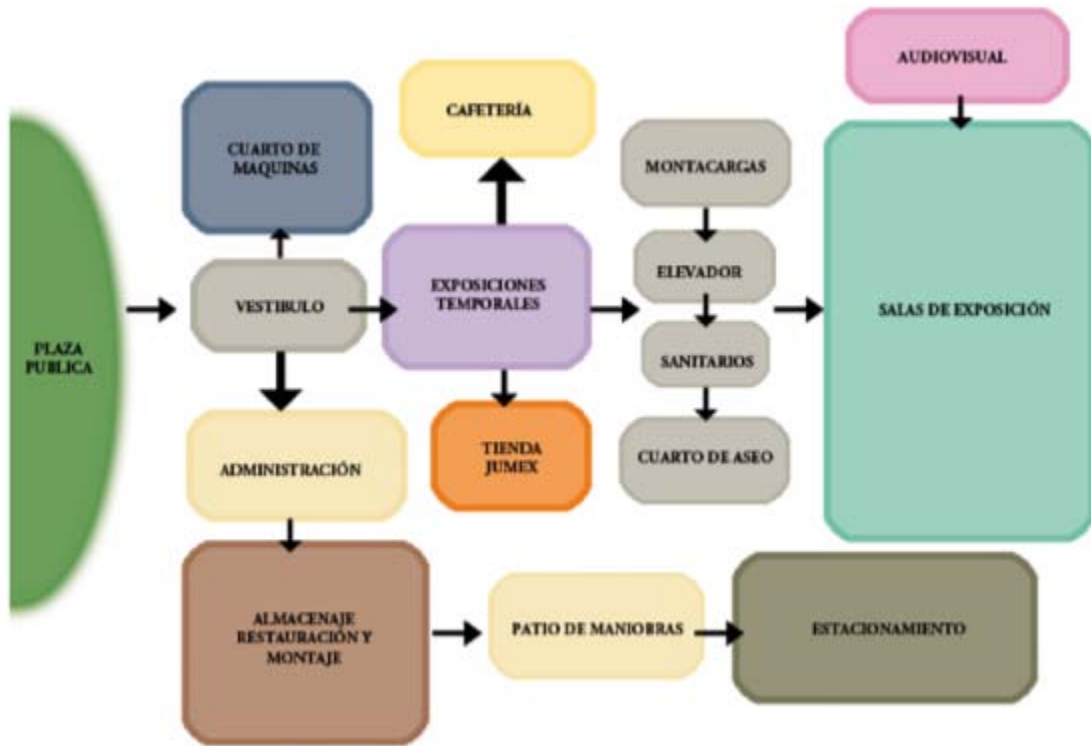 AUDIOVISUAL
CAFETERÍA
CUARTO DE
MAQUINAS
MONTACARGAS
ELEVADOR
EXPOSICIONES
TEMPORALES
VESTIBULO
SALAS DE EXPOSICIÓN
PLAZA
PUBLICA
SANITARIOS
TIENDA
JUMEX
CUARTO DE ASEO
ADMINISTRACIÓN
ALMACENAJE
RESTAURACIÓN Y
MONTAJE
PATIO DE MANIOBRAS
ESTACIONAMIENTO